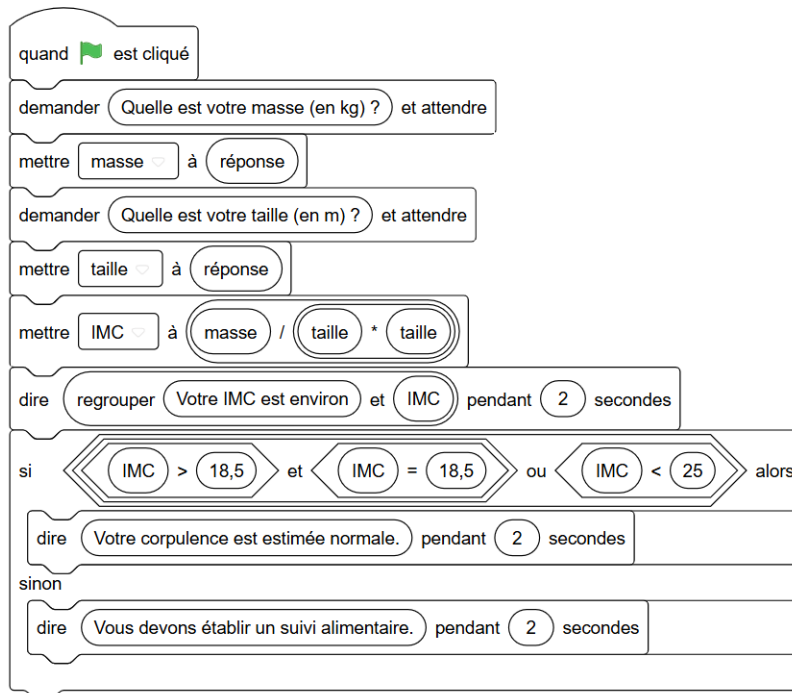 quand est cliqué
demander Quelle est votre masse (en kg) ? et attendre
mettre masse à réponse
demander Quelle est votre taille (en m) ? et attendre
mettre taille à réponse
mettre IMC à masse / taille * taille
dire regrouper Votre IMC est environ et IMC pendant 2 secondes
si IMC > 18,5 et IMC = 18,5 ou IMC < 25 alors
dire Votre corpulence est estimée normale. pendant 2 secondes
sinon
dire Vous devons établir un suivi alimentaire. pendant 2 secondes